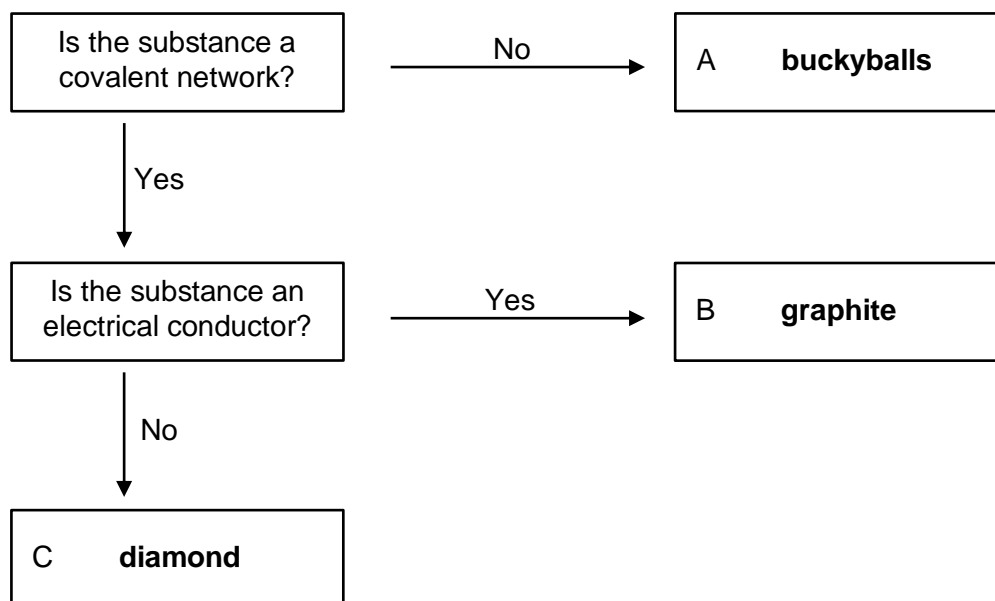 Is the substance a
covalent network?
No
A buckyballs
Yes
Is the substance an
electrical conductor?
Yes
B graphite
No
C diamond